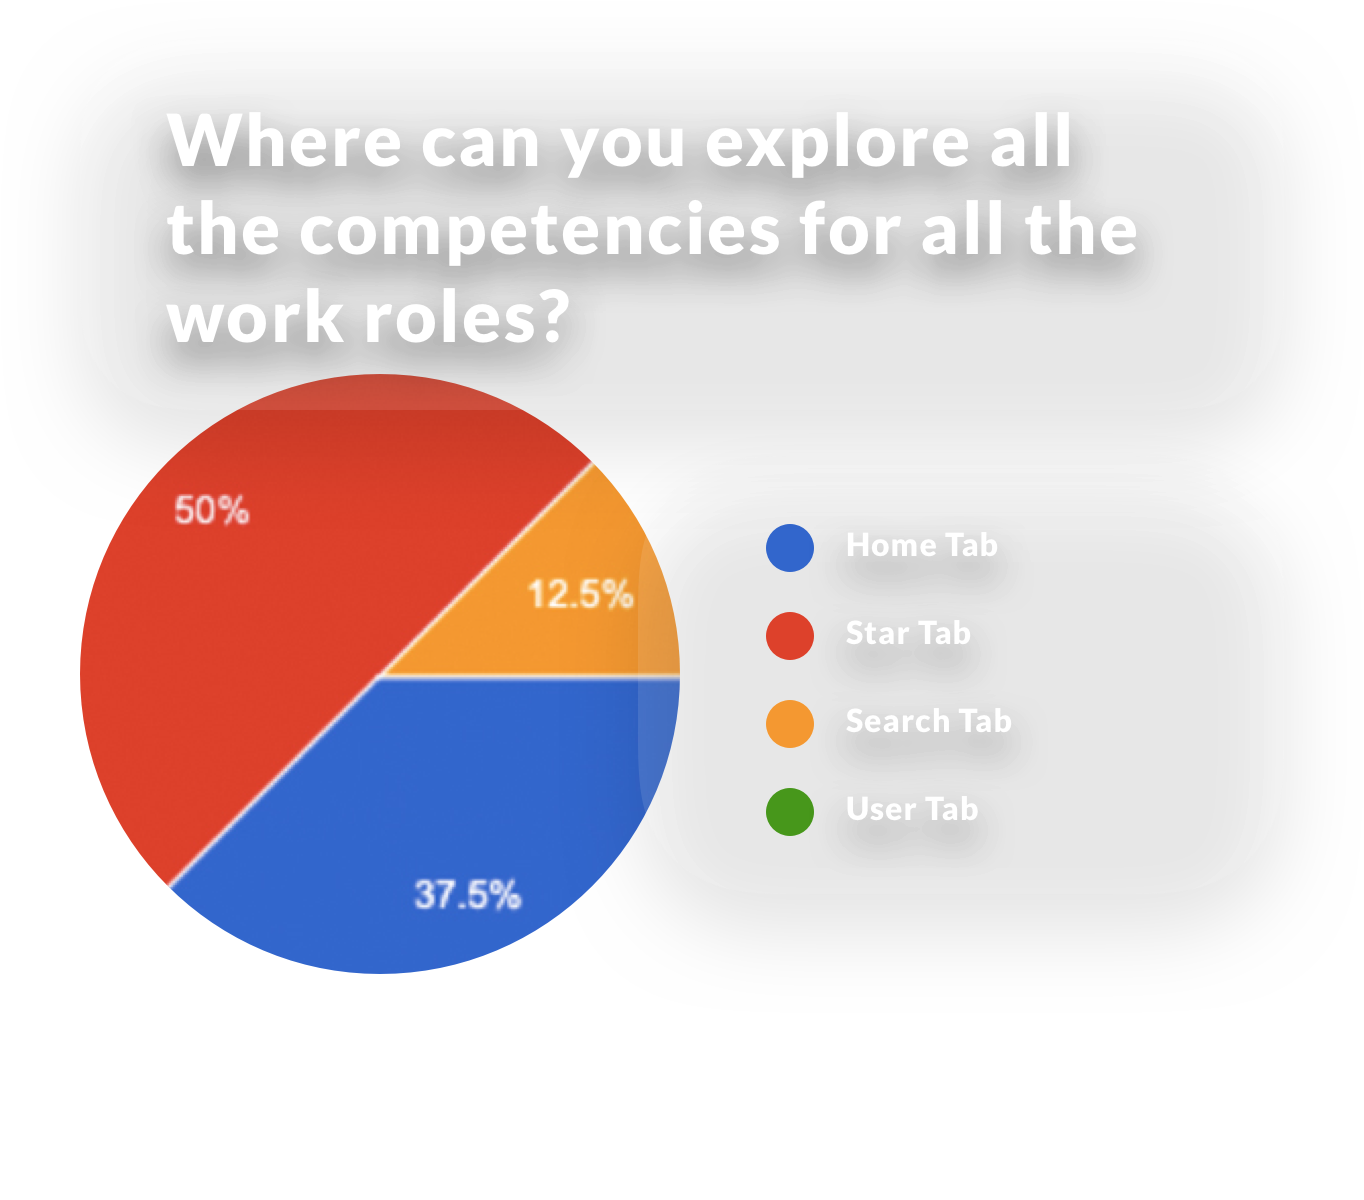 Where can you explore all
the competencies for all the
work roles?
50%
12.5%
37.5%
Home Tab
Star Tab
Search Tab
User Tab